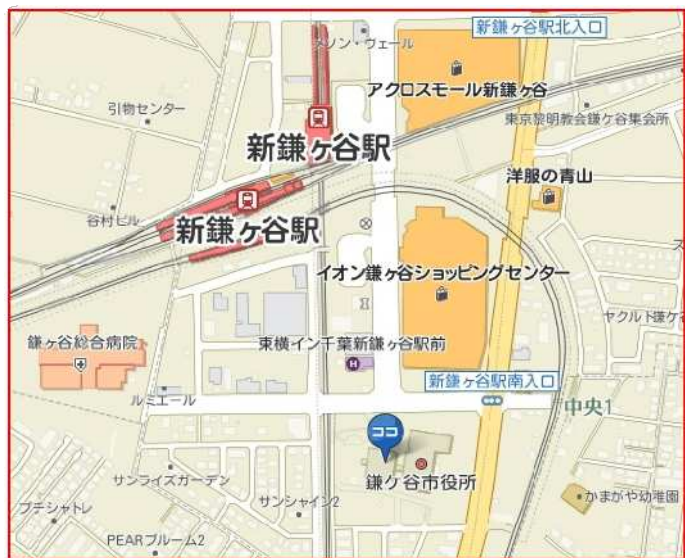 新鎌ヶ谷駅北入口
メゾン・ヴェール
アクロスモール新鎌ヶ谷
引物センター
東京黎明教会鎌ケ谷集会所
新鎌ヶ谷駅
洋服の青山
谷村ビル
新鎌ヶ谷駅
イオン鎌ヶ谷ショッピングセンター
ヤクルト鎌ケ
鎌ヶ谷総合病院
東横イン千葉新鎌ヶ谷駅前
H
新鎌ヶ谷駅南入口
ルミエール
中央1
ココ
サンライズガーデン
鎌ケ谷市役所
プチシャトレ
サンシャイン2
かまがや幼稚園
PEARブルーム2